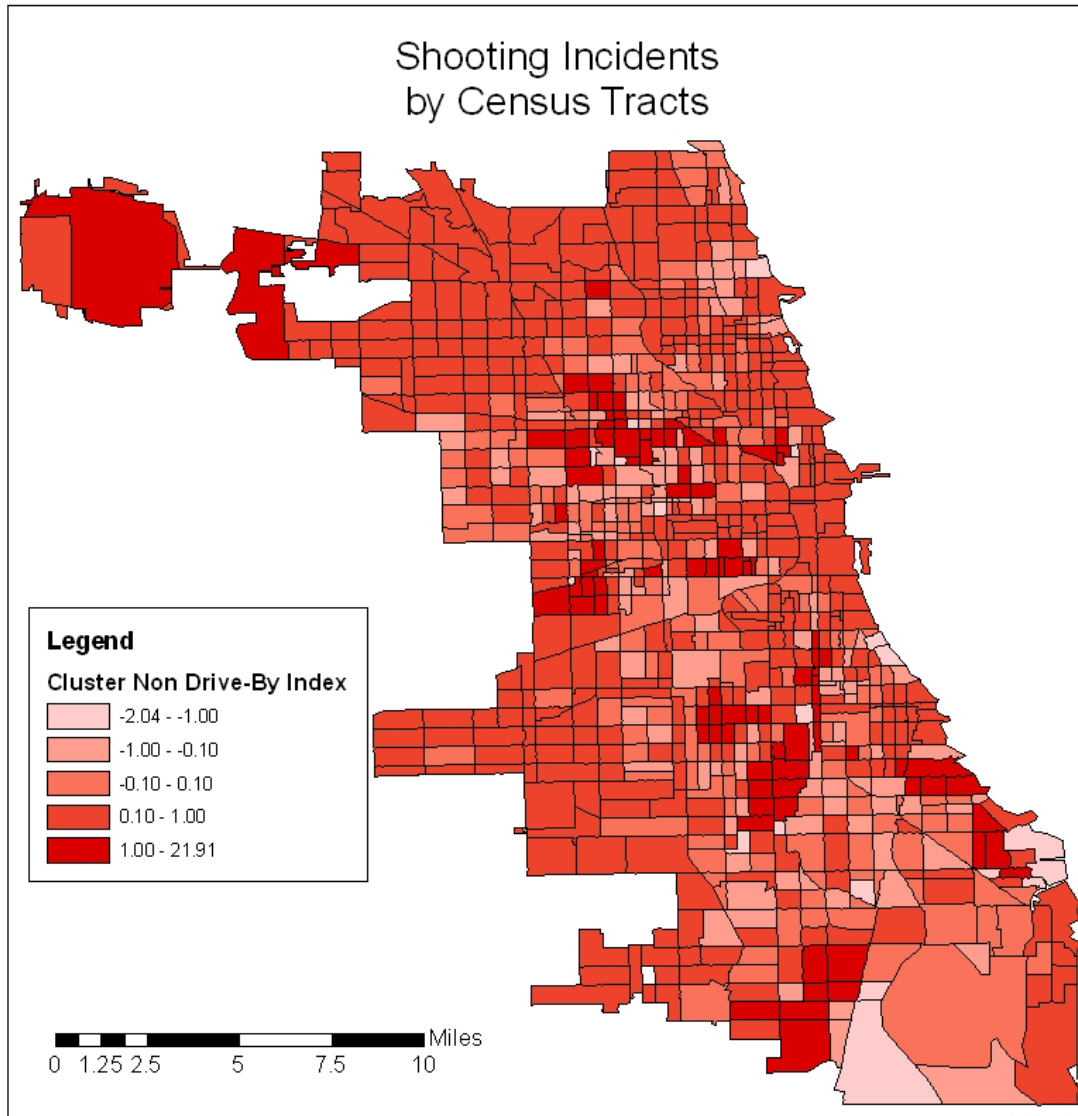 Shooting Incidents
by Census Tracts
Legend
Cluster Non Drive-By Index
-2.04 - -1.00
-1.00 - -0.10
-0.10 - 0.10
0.10 - 1.00
1.00 - 21.91
Miles
0 1.25 2.5 5 7.5 10